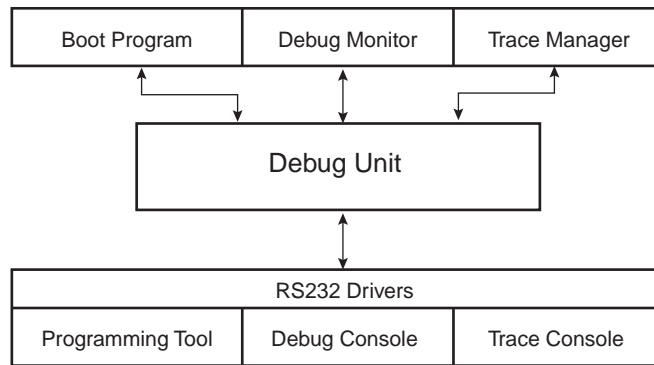 Boot Program
Debug Monitor
Trace Manager
Debug Unit
RS232 Drivers
Programming Tool
Debug Console
Trace Console